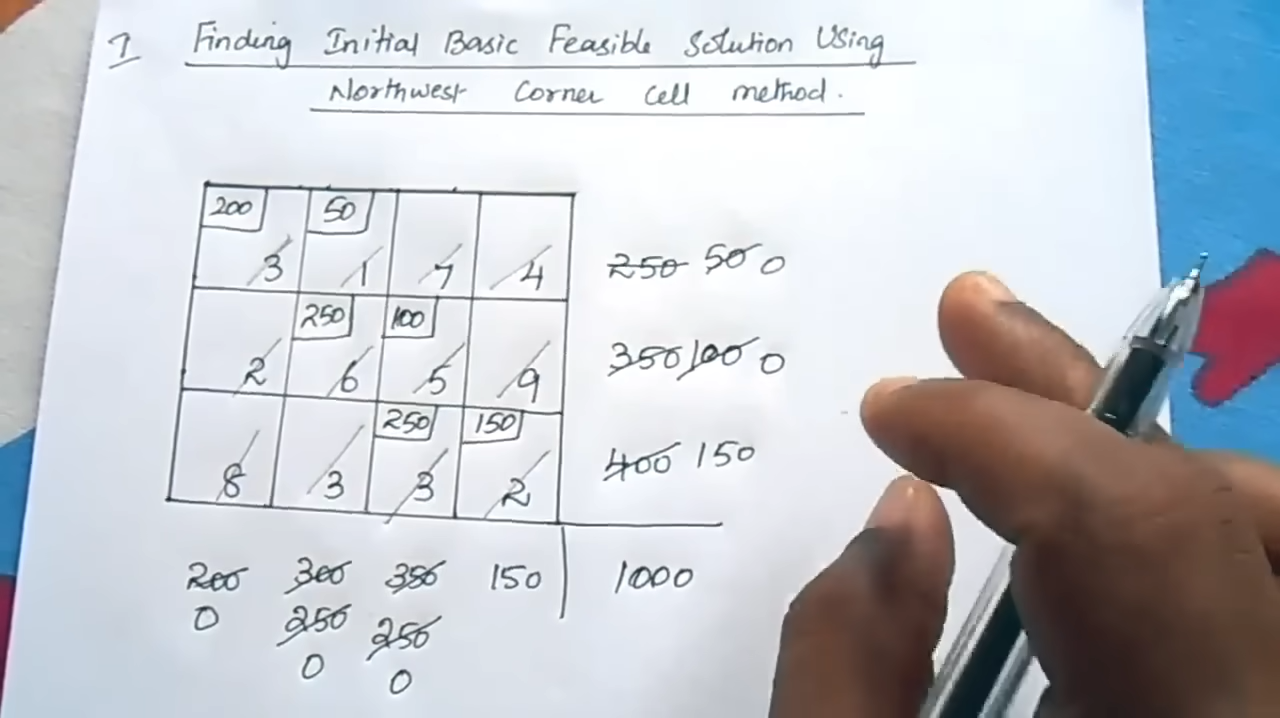 1 Finding Initial Basic Feasible Solution Using
Northwest Corner Cell method.
200 50
3 1 7 4 250 50 0
250 100
2 6 5 9 350 100 0
250 150
8 3 3 2 400 150
200 300 350 150 1000
0 250 250
0 0